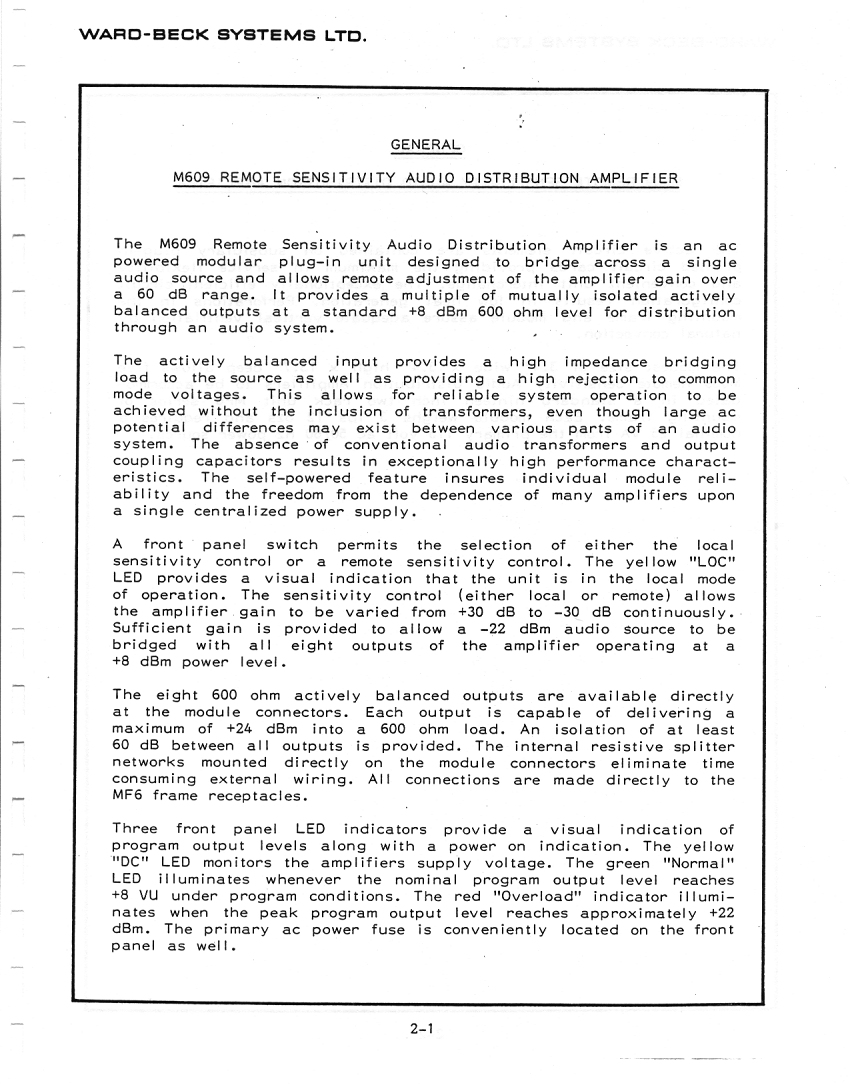 WARD-BECK SYSTEMS LTD.
GENERAL
M609 REMOTE SENSITIVITY AUDIO DISTRIBUTION AMPLIFIER
The M609 Remote Sensitivity Audio Distribution Amplifier is an ac
powered modular plug-in unit designed to bridge across a single
audio source and allows remote adjustment of the amplifier gain over
a 60 dB range. It provides a multiple of mutually isolated actively
balanced outputs at a standard +8 dBm 600 ohm level for distribution
through an audio system.
The actively balanced input provides a high impedance bridging
load to the source as well as providing a high rejection to common
mode voltages. This allows for reliable system operation to be
achieved without the inclusion of transformers, even though large ac
potential differences may exist between various parts of an audio
system. The absence of conventional audio transformers and output
coupling capacitors results in exceptionally high performance charact-
eristics. The self-powered feature insures individual module reli-
ability and the freedom from the dependence of many amplifiers upon
a single centralized power supply.
A front panel switch permits the selection of either the local
sensitivity control or a remote sensitivity control. The yellow "LOC"
LED provides a visual indication that the unit is in the local mode
of operation. The sensitivity control (either local or remote) allows
the amplifier gain to be varied from +30 dB to -30 dB continuously.
Sufficient gain is provided to allow a -22 dBm audio source to be
bridged with all eight outputs of the amplifier operating at a
+8 dBm power level.
The eight 600 ohm actively balanced outputs are available directly
at the module connectors. Each output is capable of delivering a
maximum of +24 dBm into a 600 ohm load. An isolation of at least
60 dB between all outputs is provided. The internal resistive splitter
networks mounted directly on the module connectors eliminate time
consuming external wiring. All connections are made directly to the
MF6 frame receptacles.
Three front panel LED indicators provide a visual indication of
program output levels along with a power on indication. The yellow
"DC" LED monitors the amplifiers supply voltage. The green "Normal"
LED illuminates whenever the nominal program output level reaches
+8 VU under program conditions. The red "Overload" indicator illumi-
nates when the peak program output level reaches approximately +22
dBm. The primary ac power fuse is conveniently located on the front
panel as well.
2-1